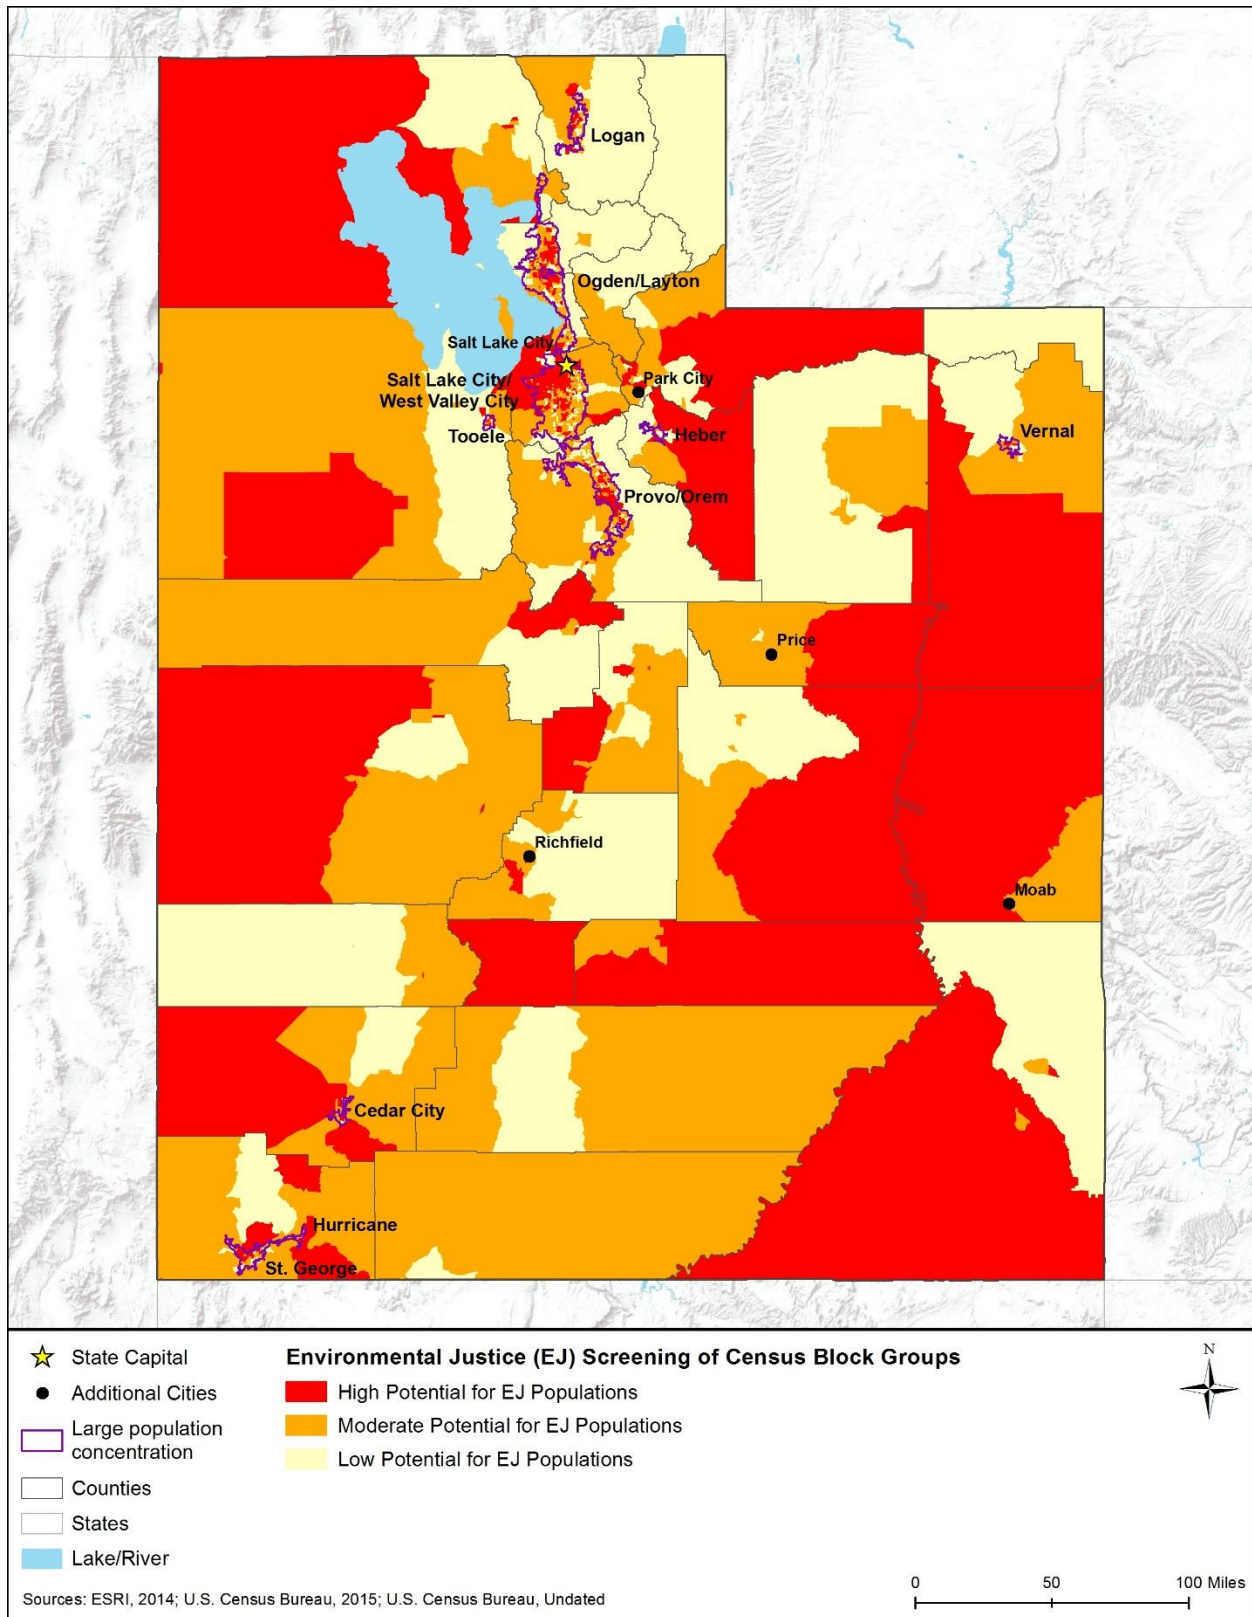 Logan
Ogden/Layton
Salt Lake City
Salt Lake City/
West Valley City
Park City
Tooele
Heber
Vernal
Provo/Orem
Price
Richfield
Moab
Cedar City
Hurricane
St. George
State Capital
Additional Cities
Large population
concentration
Counties
States
Lake/River
Environmental Justice (EJ) Screening of Census Block Groups
High Potential for EJ Populations
Moderate Potential for EJ Populations
Low Potential for EJ Populations
N
Sources: ESRI, 2014; U.S. Census Bureau, 2015; U.S. Census Bureau, Undated
0 50 100 Miles